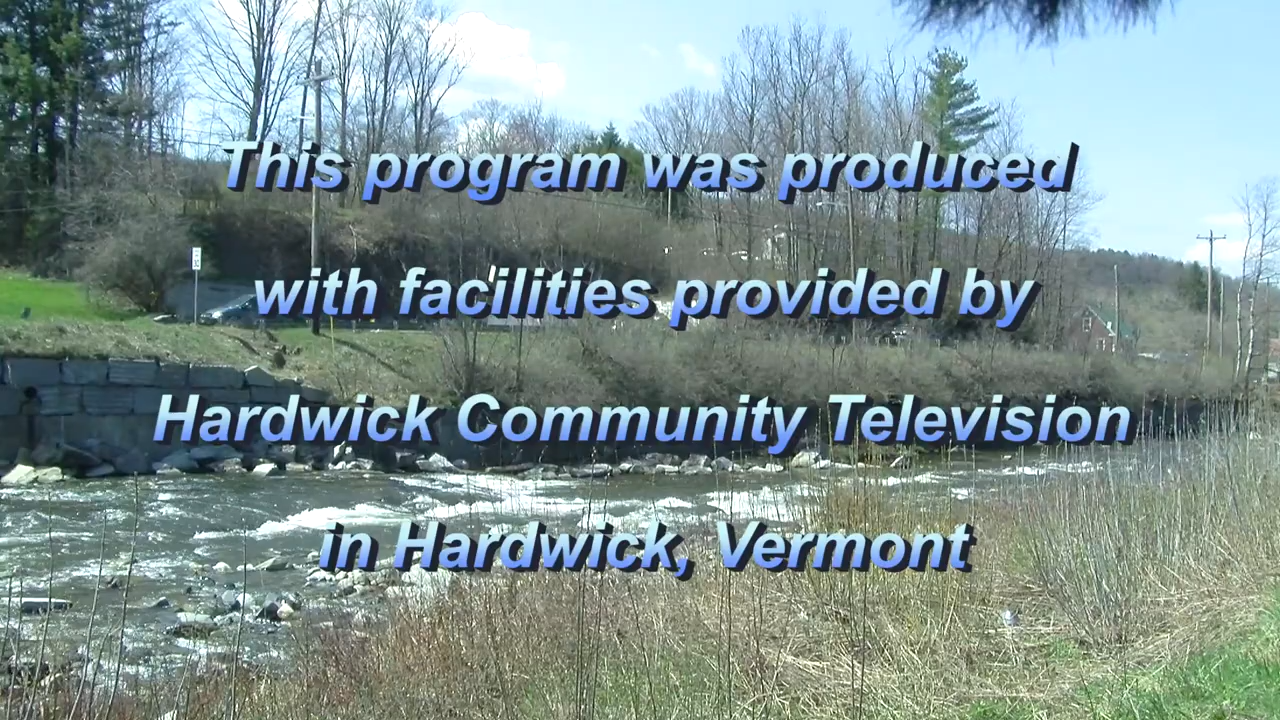 This program was produced
with facilities provided by
Hardwick Community Television
in Hardwick, Vermont